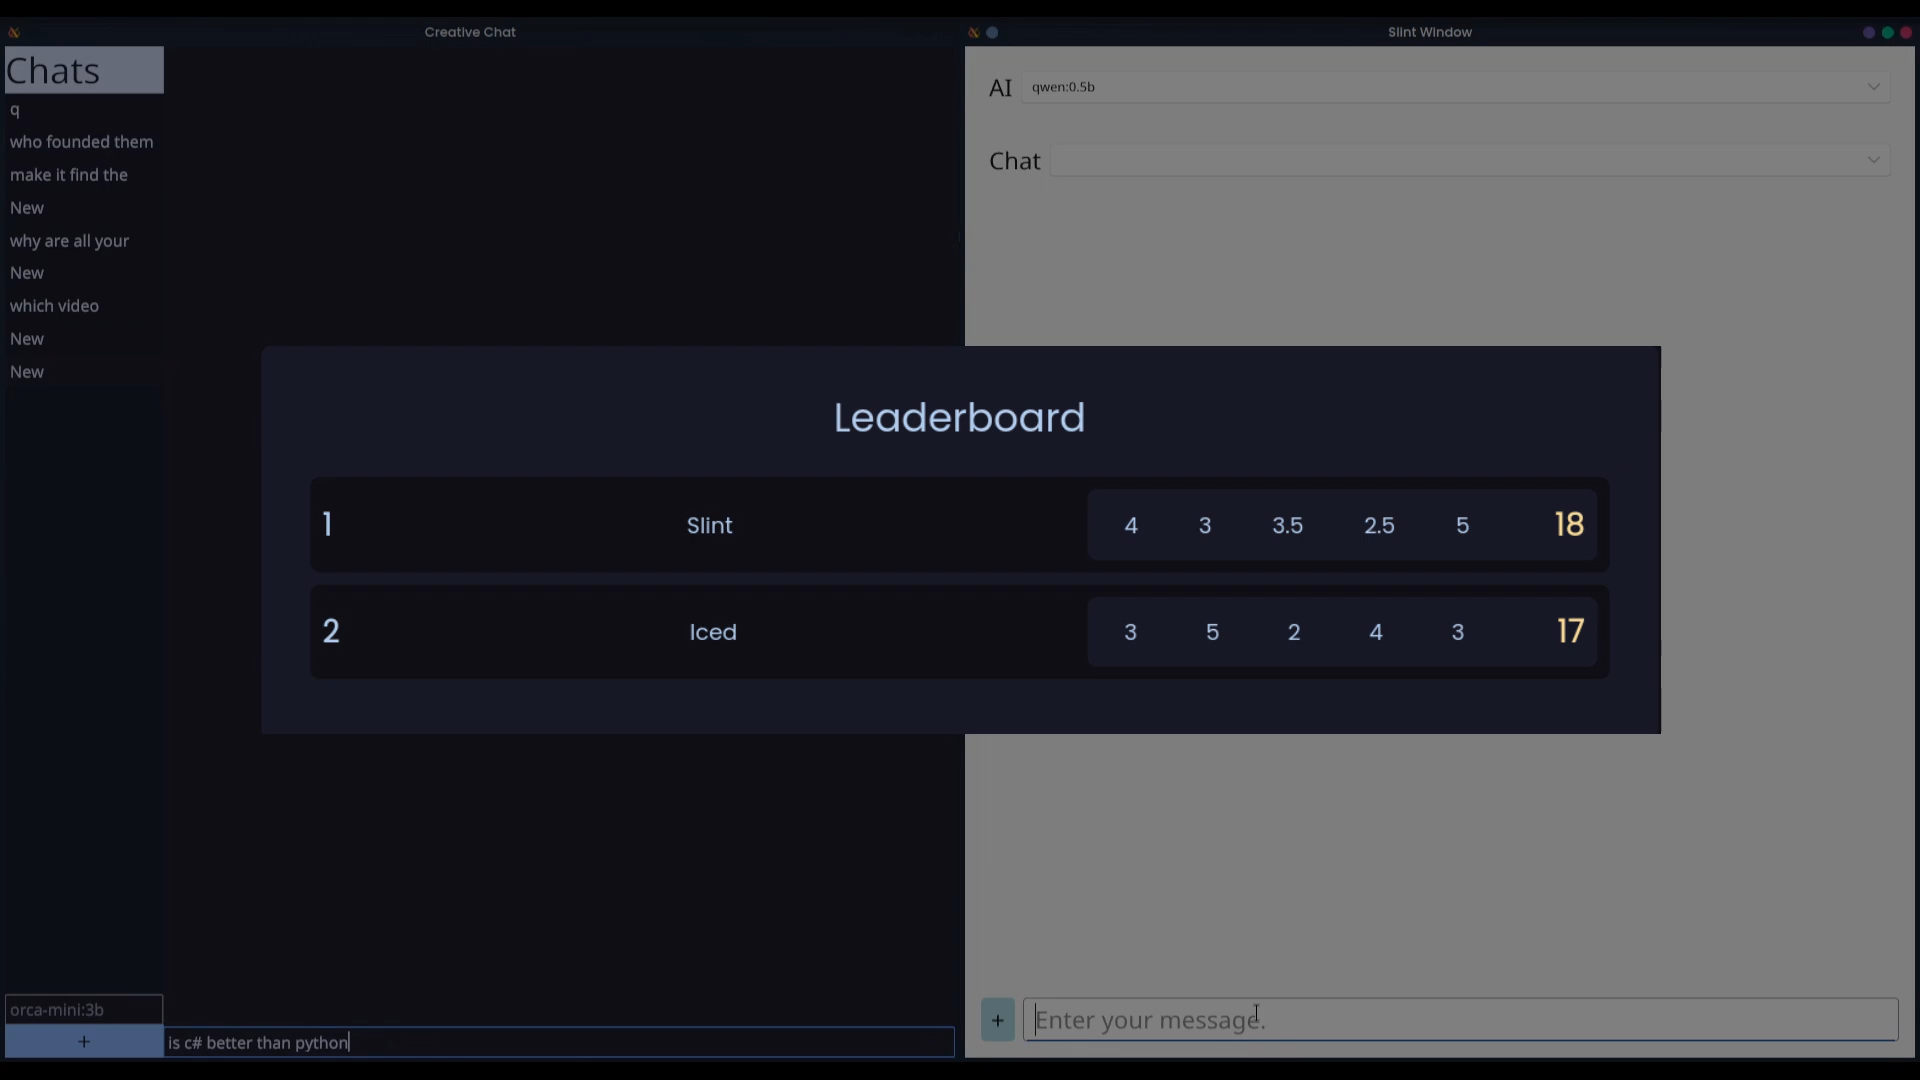 Creative Chat
Slint Window
Chats
q
who founded them
make it find the
New
why are all your
New
which video
New
New
orca-mini:3b
+
is c# better than python
AI
qwen:0.5b
Chat
+
Enter your message.
Leaderboard
1 Slint 4 3 3.5 2.5 5 18
2 Iced 3 5 2 4 3 17